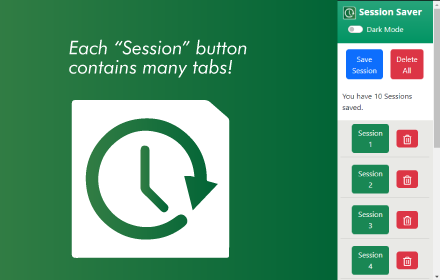 Each “Session” button
contains many tabs!
Session Saver
Dark Mode
Save
Session
Delete
All
You have 10 Sessions
saved.
Session
1
Session
2
Session
3
Session
4